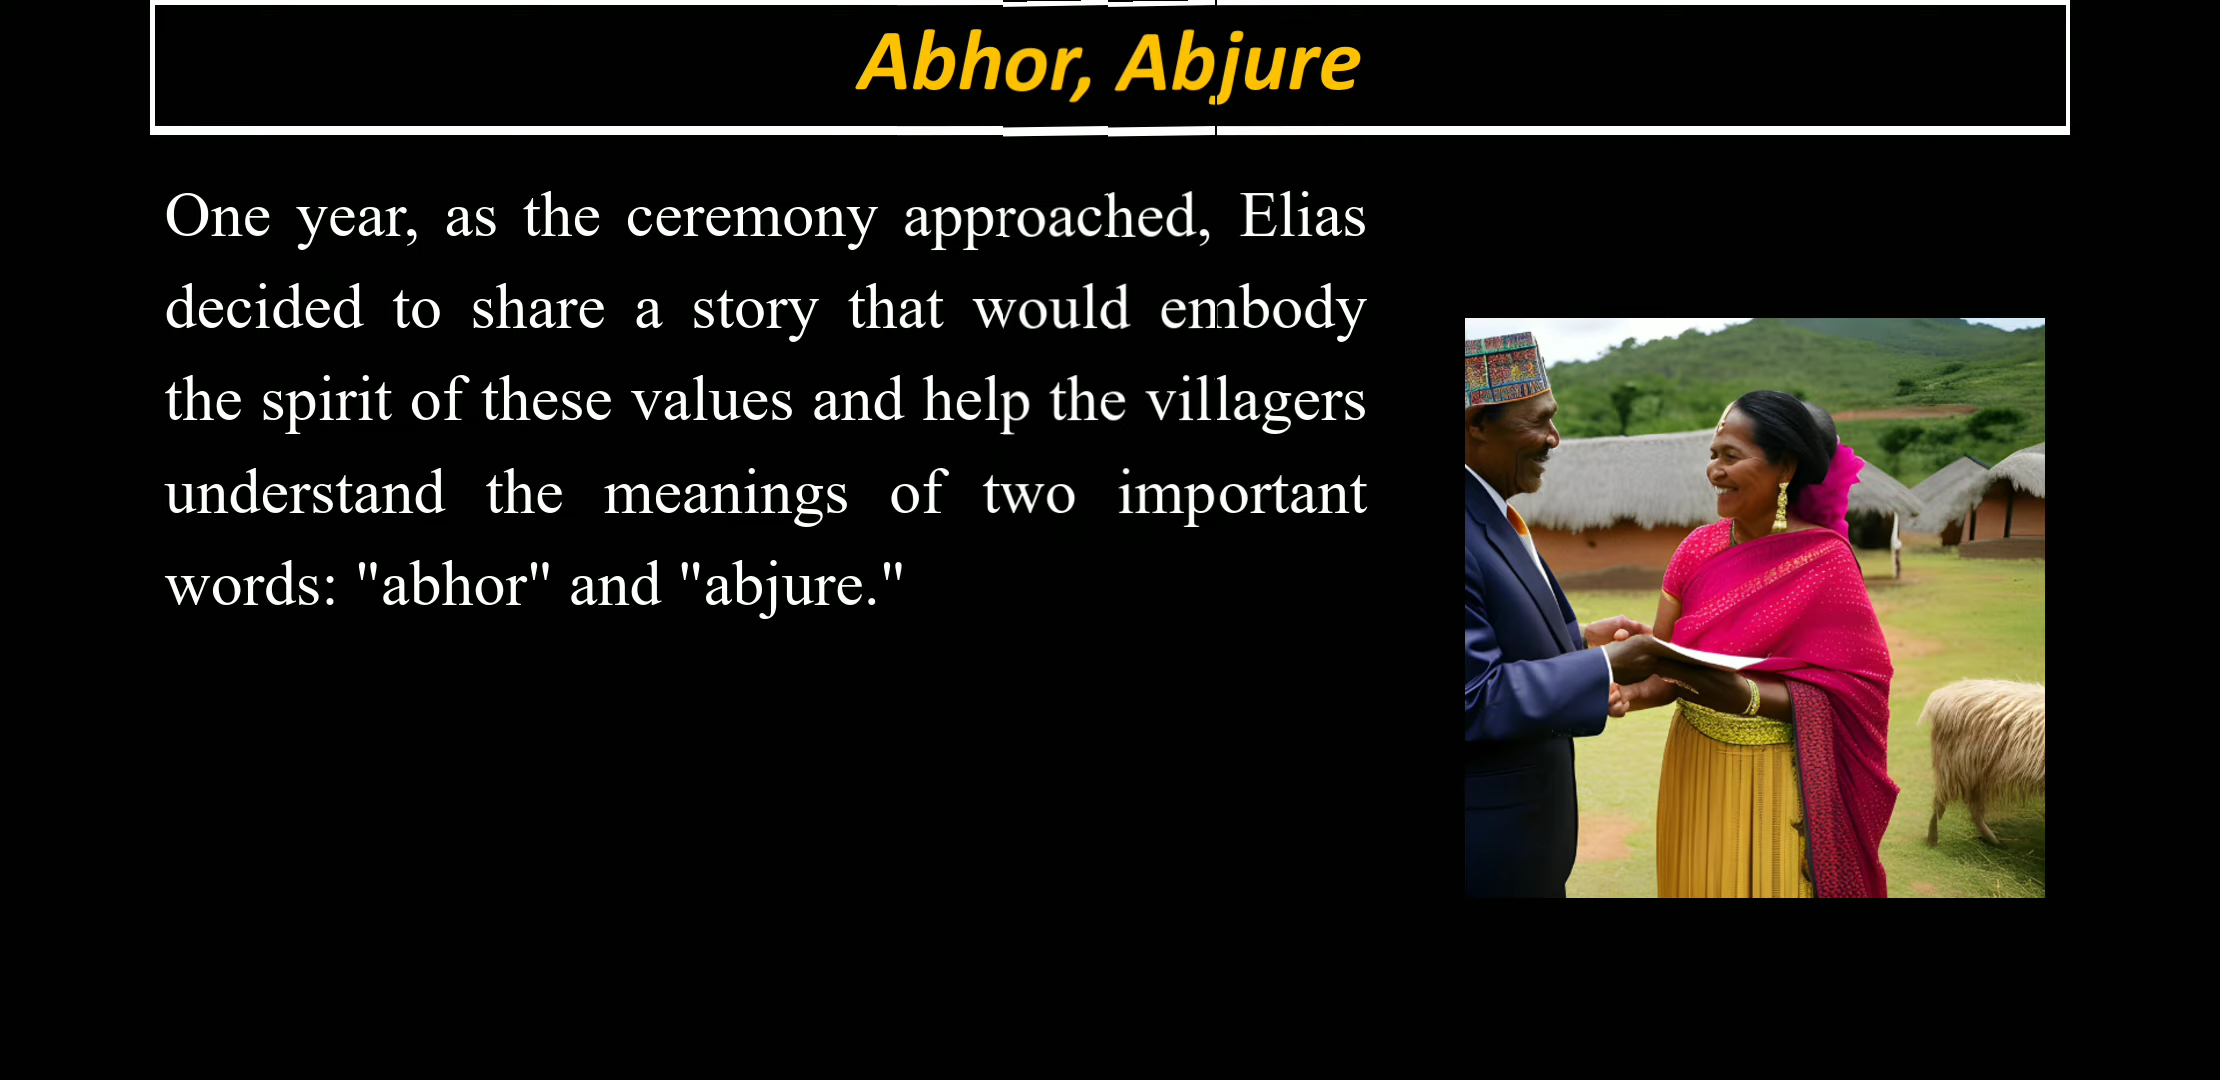 Abhor, Abjure
One year, as the ceremony approached, Elias
decided to share a story that would embody
the spirit of these values and help the villagers
understand the meanings of two important
words: "abhor" and "abjure."